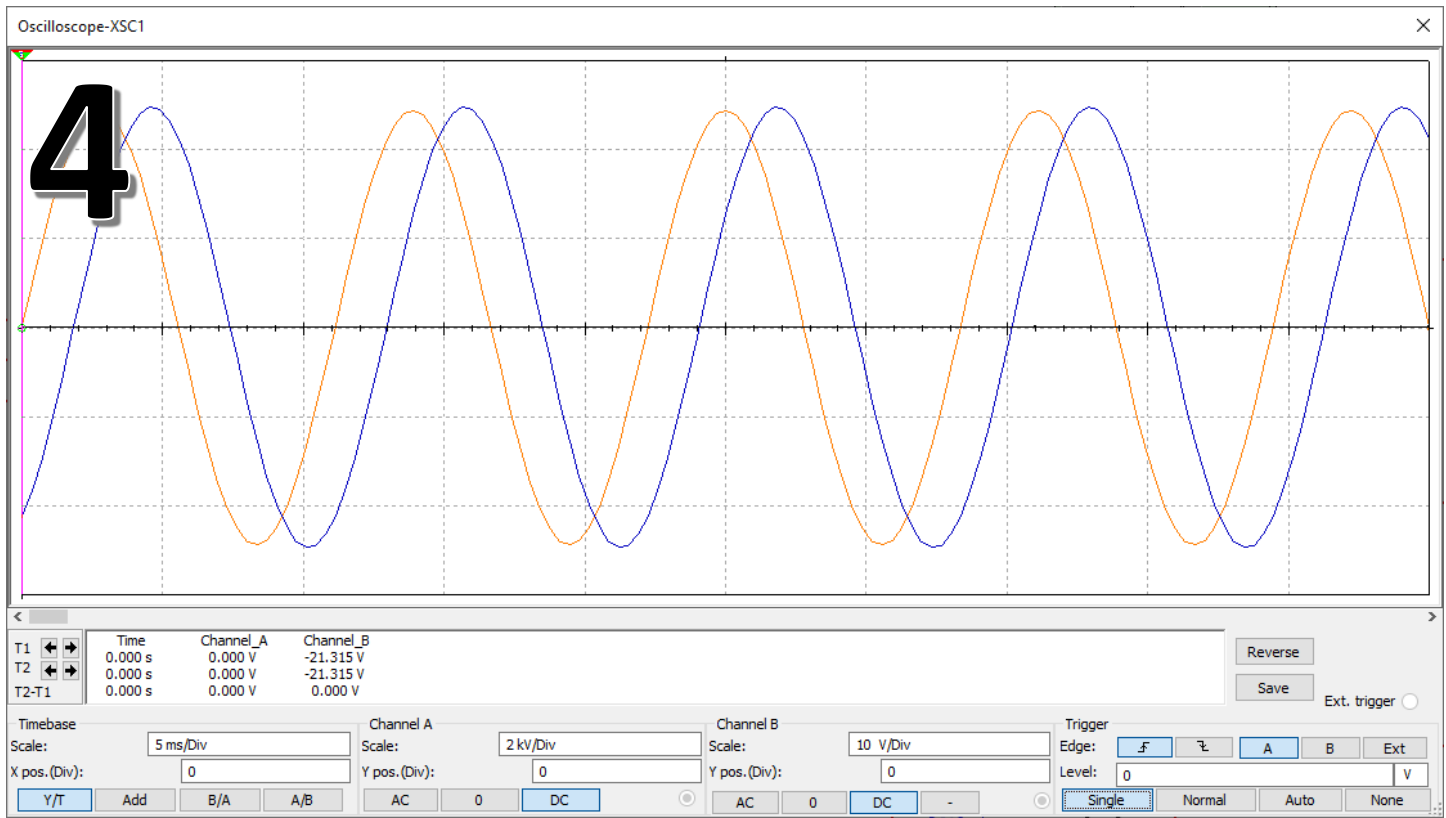 Oscilloscope-XSC1
4
Time Channel_A Channel_B
T1 0.000 s 0.000 V -21.315 V
T2 0.000 s 0.000 V -21.315 V
T2-T1 0.000 s 0.000 V 0.000 V
Reverse
Save
Ext. trigger
Timebase
Scale: 5 ms/Div
X pos.(Div): 0
Y/T Add B/A A/B
Channel A
Scale: 2 kV/Div
Y pos.(Div): 0
AC 0 DC
Channel B
Scale: 10 V/Div
Y pos.(Div): 0
AC 0 DC -
Trigger
Edge: A B Ext
Level: 0 V
Single Normal Auto None